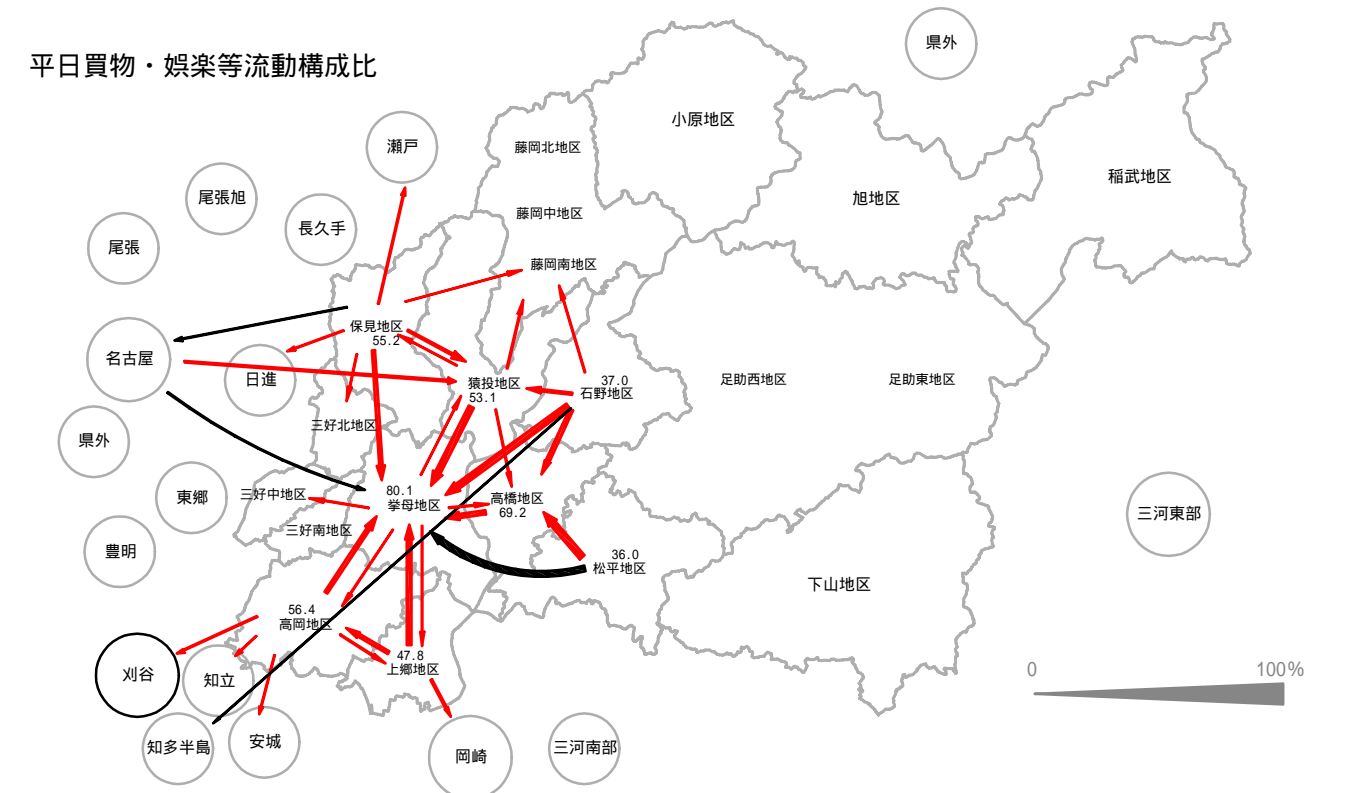 県外
平日買物・娯楽等流動構成比
小原地区
瀬戸
藤岡北地区
稲武地区
尾張旭
旭地区
藤岡中地区
長久手
尾張
藤岡南地区
保見地区
55.2
名古屋
日進
猿投地区
53.1
37.0
石野地区
足助西地区
足助東地区
三好北地区
県外
東郷
三好中地区
80.1
挙母地区
高橋地区
69.2
三河東部
三好南地区
豊明
36.0
松平地区
下山地区
56.4
高岡地区
47.8
上郷地区
0
100%
刈谷
知立
知多半島
安城
岡崎
三河南部